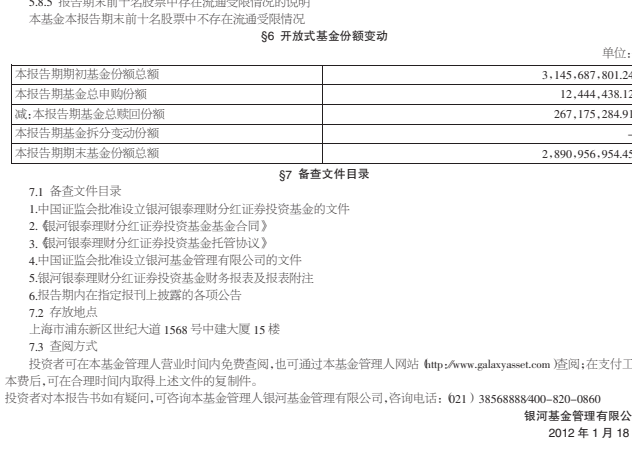 5.8.5 报告期末前十名股票中存在流通受限情况的说明
本基金本报告期末前十名股票中不存在流通受限情况
§6 开放式基金份额变动
单位:
本报告期期初基金份额总额 3,145,687,801.24
本报告期基金总申购份额 12,444,438.12
减:本报告期基金总赎回份额 267,175,284.91
本报告期基金拆分变动份额 –
本报告期期末基金份额总额 2,890,956,954.45
§7 备查文件目录
7.1 备查文件目录
1.中国证监会批准设立银河银泰理财分红证券投资基金的文件
2.《银河银泰理财分红证券投资基金基金合同》
3.《银河银泰理财分红证券投资基金托管协议》
4.中国证监会批准设立银河基金管理有限公司的文件
5.银河银泰理财分红证券投资基金财务报表及报表附注
6.报告期内在指定报刊上披露的各项公告
7.2 存放地点
上海市浦东新区世纪大道 1568 号中建大厦 15 楼
7.3 查阅方式
投资者可在本基金管理人营业时间内免费查阅,也可通过本基金管理人网站(http://www.galaxyasset.com)查阅;在支付工
本费后,可在合理时间内取得上述文件的复制件。
投资者对本报告书如有疑问,可咨询本基金管理人银河基金管理有限公司,咨询电话:(021)38568888/400-820-0860
银河基金管理有限公
2012 年 1 月 18